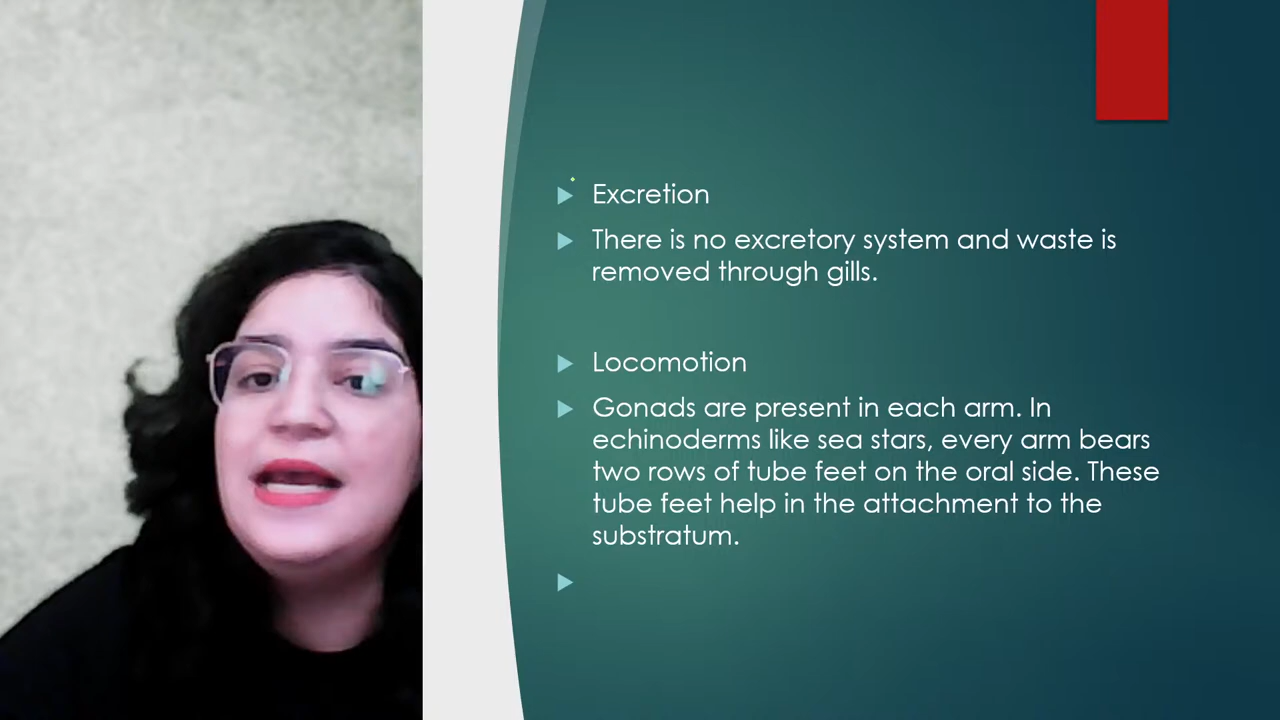 Excretion
There is no excretory system and waste is
removed through gills.
Locomotion
Gonads are present in each arm. In
echinoderms like sea stars, every arm bears
two rows of tube feet on the oral side. These
tube feet help in the attachment to the
substratum.